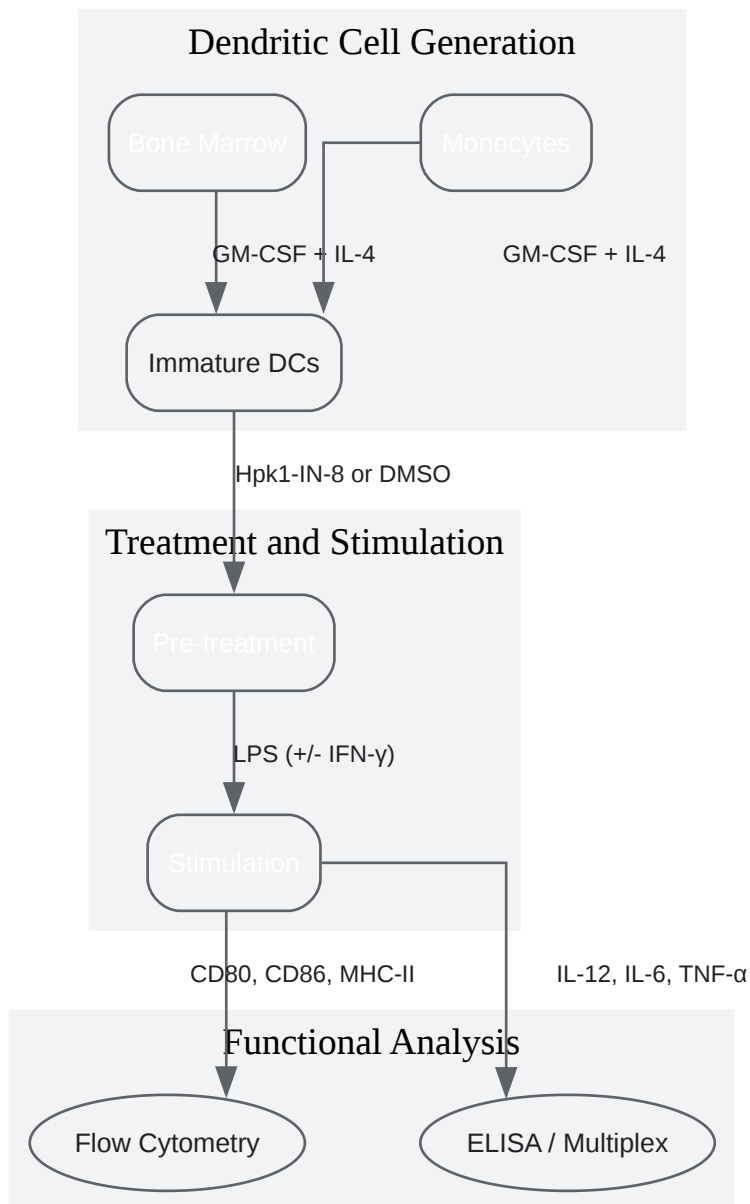 Dendritic Cell Generation
Bone Marrow
Monocytes
GM-CSF + IL-4
GM-CSF + IL-4
Immature DCs
Hpk1-IN-8 or DMSO
Treatment and Stimulation
Pre-treatment
LPS (+/- IFN-γ)
Stimulation
CD80, CD86, MHC-II
IL-12, IL-6, TNF-α
Functional Analysis
Flow Cytometry
ELISA / Multiplex